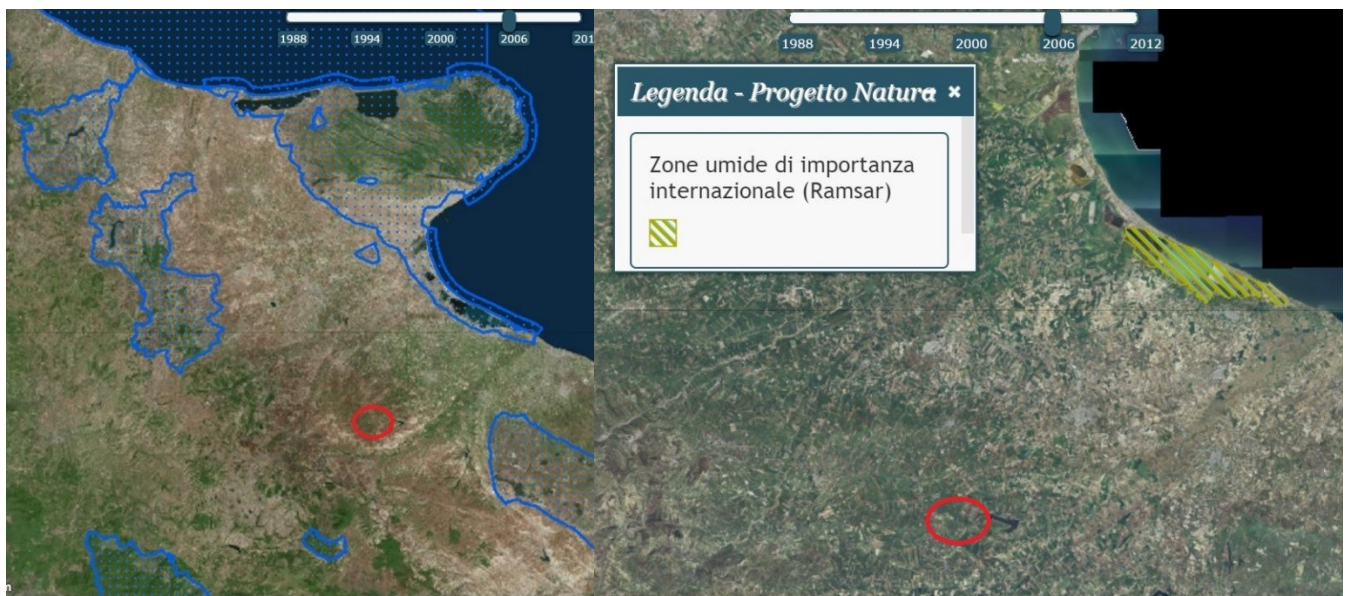 1988 1994 2000 2006 201
1988 1994 2000 2006 2012
Legenda - Progetto Natura ×
Zone umide di importanza
internazionale (Ramsar)